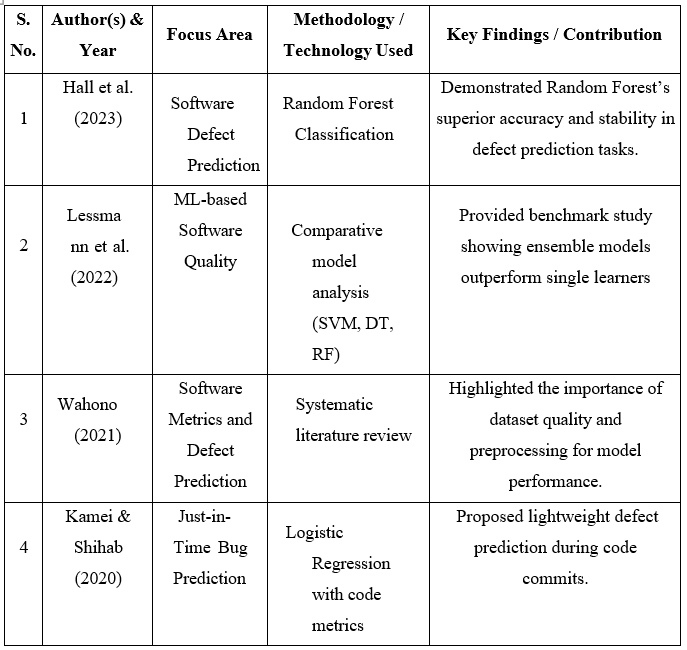 S. No.
Author(s) & Year
Focus Area
Methodology / Technology Used
Key Findings / Contribution
1
Hall et al.
(2023)
Software
Defect
Prediction
Random Forest
Classification
Demonstrated Random Forest's
superior accuracy and stability in
defect prediction tasks.
2
Lessma
nn et al.
(2022)
ML-based
Software
Quality
Comparative
model
analysis
(SVM, DT,
RF)
Provided benchmark study
showing ensemble models
outperform single learners
3
Wahono
(2021)
Software
Metrics and
Defect
Prediction
Systematic
literature review
Highlighted the importance of
dataset quality and
preprocessing for model
performance.
4
Kamei &
Shihab
(2020)
Just-in-
Time Bug
Prediction
Logistic
Regression
with code
metrics
Proposed lightweight defect
prediction during code
commits.